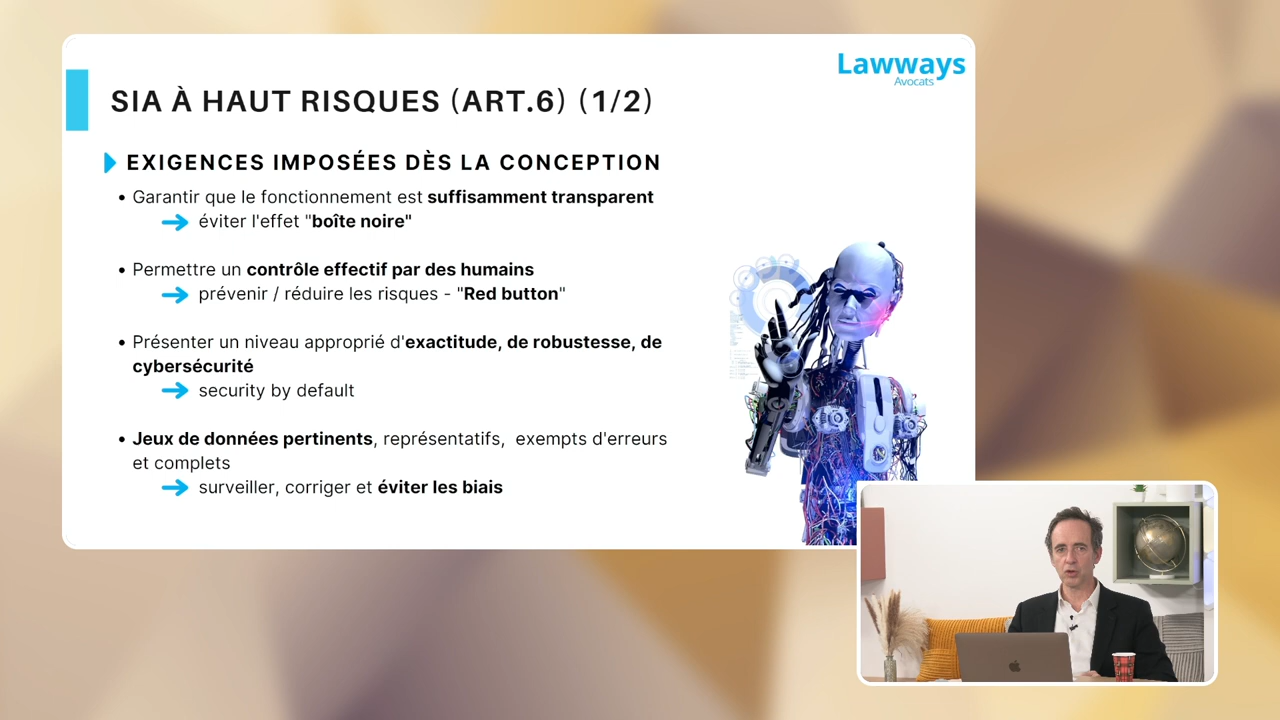 Lawways
Avocats
SIA À HAUT RISQUES (ART.6) (1/2)
EXIGENCES IMPOSÉES DÈS LA CONCEPTION
• Garantir que le fonctionnement est suffisamment transparent
éviter l'effet "boîte noire"
• Permettre un contrôle effectif par des humains
prévenir / réduire les risques - "Red button"
• Présenter un niveau approprié d'exactitude, de robustesse, de
cybersécurité
security by default
• Jeux de données pertinents, représentatifs, exempts d'erreurs
et complets
surveiller, corriger et éviter les biais